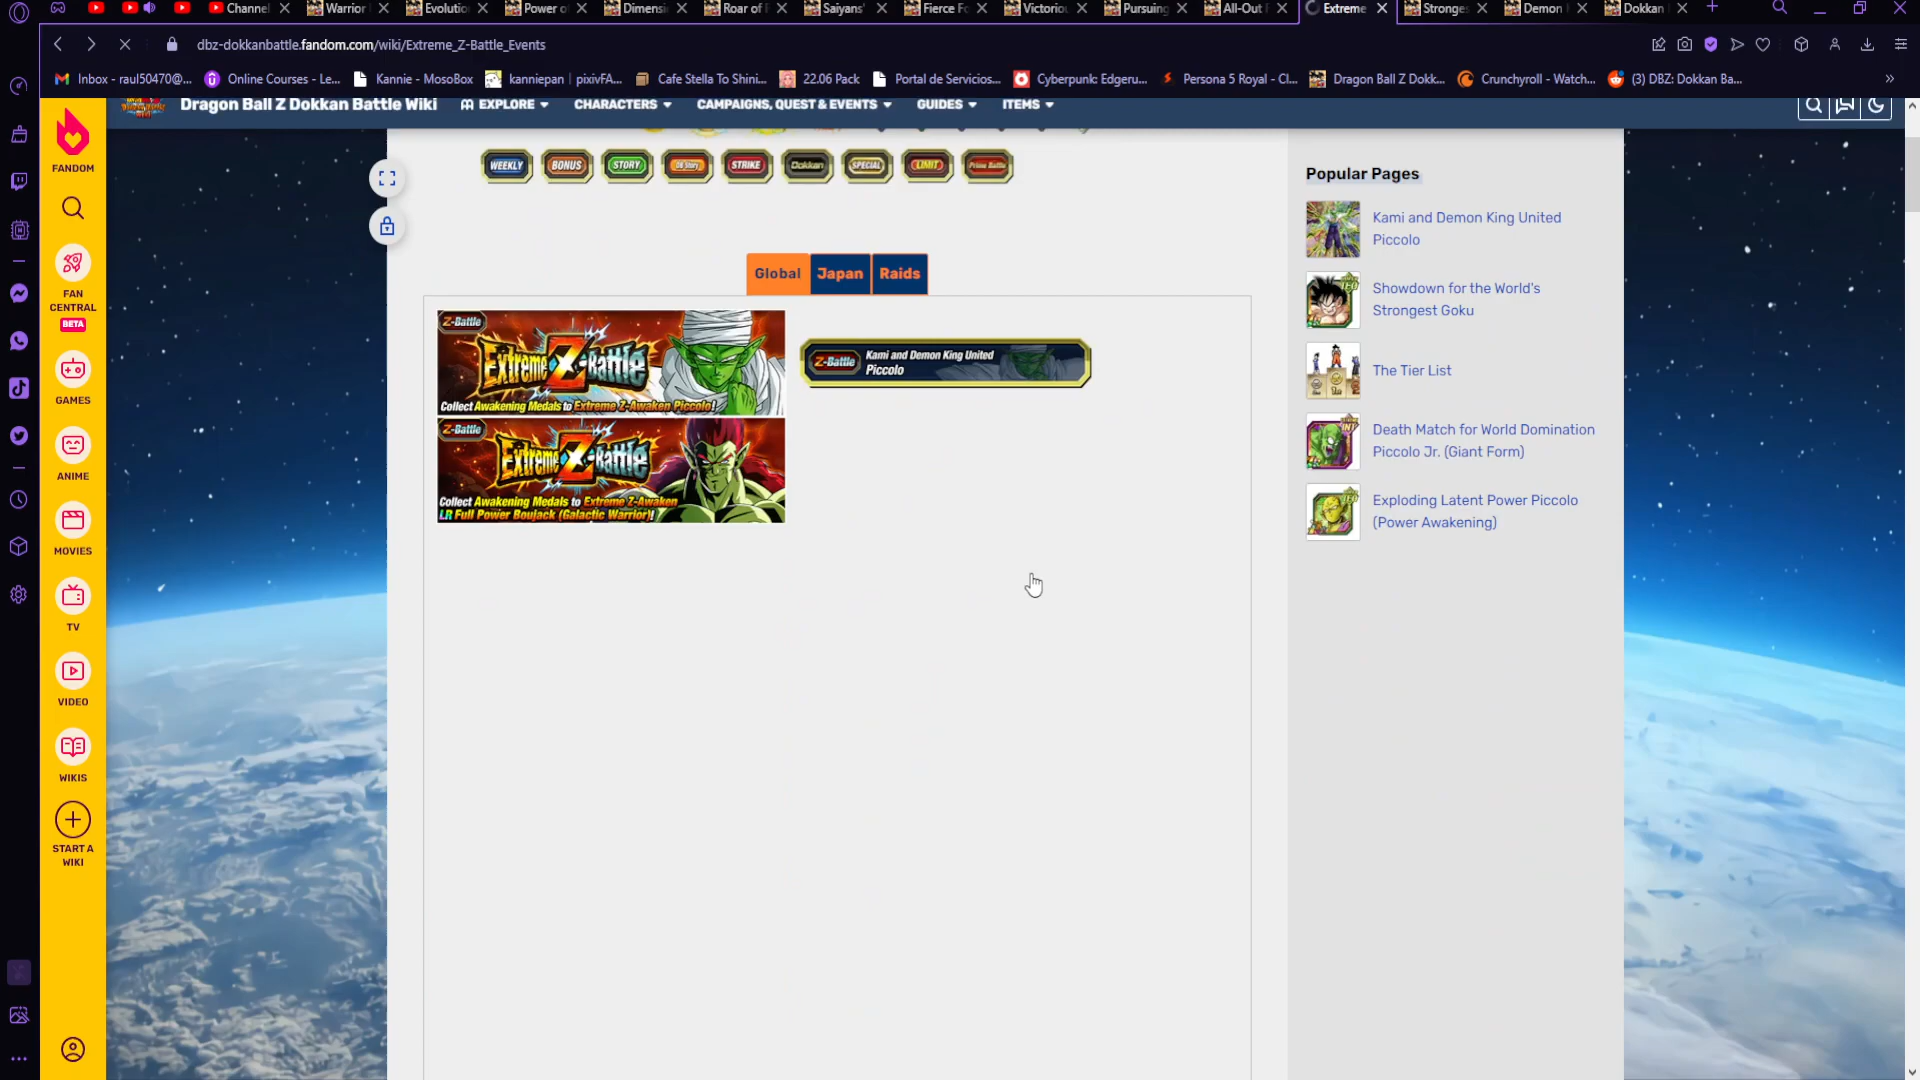 Channel
Warrior
Evolutio
Power o
Dimensi
Roar of
Saiyans'
Fierce Fo
Victorio
Pursuing
All-Out
Extreme
Stronge
Demon
Dokkan
dbz-dokkanbattle.fandom.com/wiki/Extreme_Z-Battle_Events
Inbox - raul50470@...
Online Courses - Le...
Kannie - MosoBox
kanniepan | pixivFA...
Cafe Stella To Shini...
22.06 Pack
Portal de Servicios...
Cyberpunk: Edgeru...
Persona 5 Royal - Cl...
Dragon Ball Z Dokk...
Crunchyroll - Watch...
(3) DBZ: Dokkan Ba...
Dragon Ball Z Dokkan Battle Wiki
EXPLORE
CHARACTERS
CAMPAIGNS, QUEST & EVENTS
GUIDES
ITEMS
FANDOM
FAN
CENTRAL
BETA
GAMES
ANIME
MOVIES
TV
VIDEO
WIKIS
START A
WIKI
WEEKLY
BONUS
STORY
DB Story
STRIKE
Dokkan
SPECIAL
LIMIT
Prime Battle
Global
Japan
Raids
Z-Battle
Extreme Z-Battle
Collect Awakening Medals to Extreme Z-Awaken Piccolo!
Z-Battle
Kami and Demon King United
Piccolo
Z-Battle
Extreme Z-Battle
Collect Awakening Medals to Extreme Z-Awaken
LR Full Power Boujack (Galactic Warrior)!
Popular Pages
Kami and Demon King United
Piccolo
Showdown for the World's
Strongest Goku
The Tier List
Death Match for World Domination
Piccolo Jr. (Giant Form)
Exploding Latent Power Piccolo
(Power Awakening)